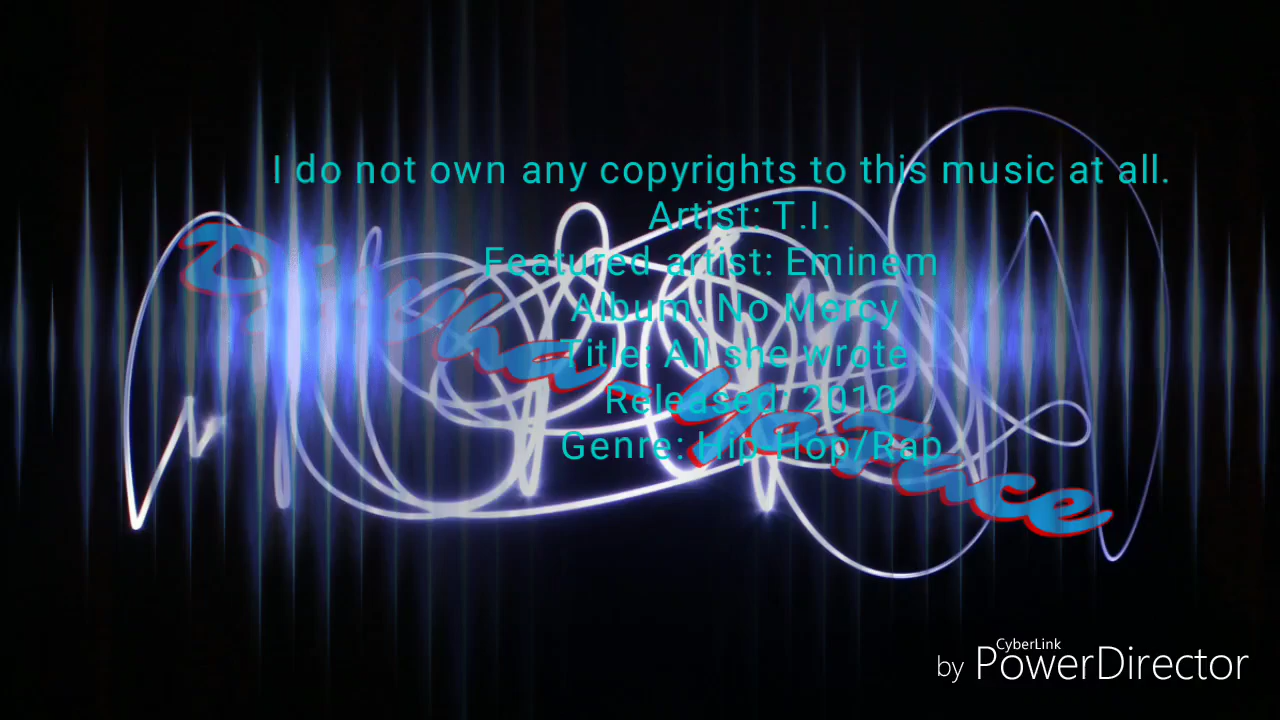 I do not own any copyrights to this music at all.
Artist: T.I.
Featured artist: Eminem
Album: No Mercy
Title: All she wrote
Released: 2010
Genre: Hip Hop/Rap
by CyberLink PowerDirector